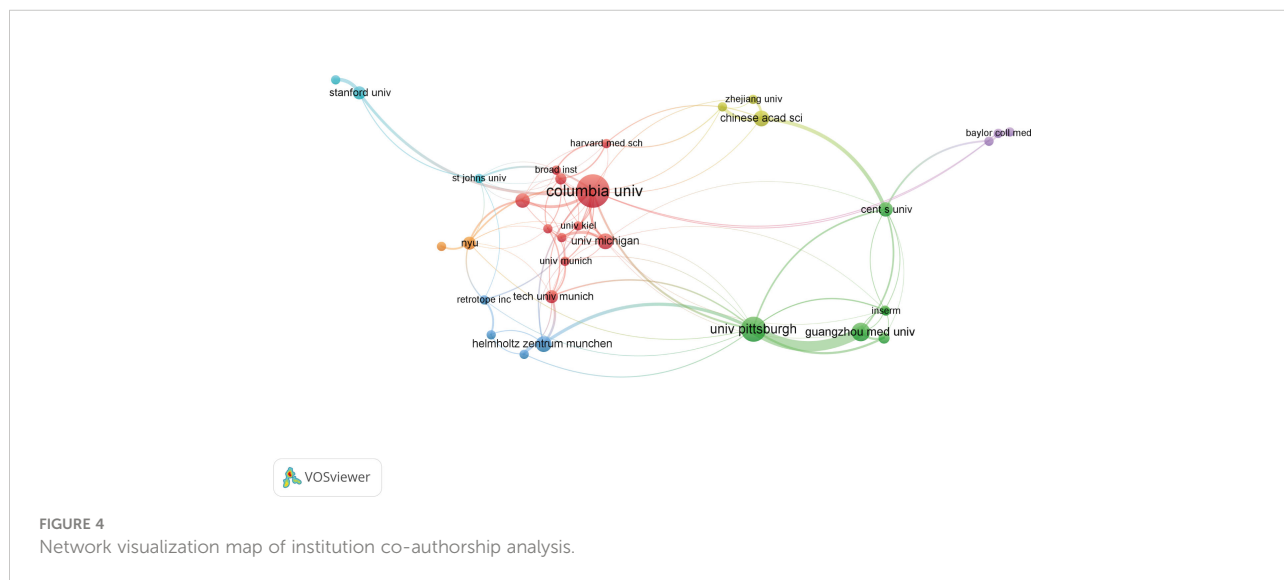 stanford univ
zhejiang univ
chinese acad sci
baylor coll med
harvard med sch
broad inst
st johns univ
columbia univ
cent s univ
univ kiel
nyu
univ michigan
univ munich
tech univ munich
retrotope inc
inserm
univ pittsburgh
guangzhou med univ
helmholtz zentrum munchen
VOSviewer
FIGURE 4
Network visualization map of institution co-authorship analysis.